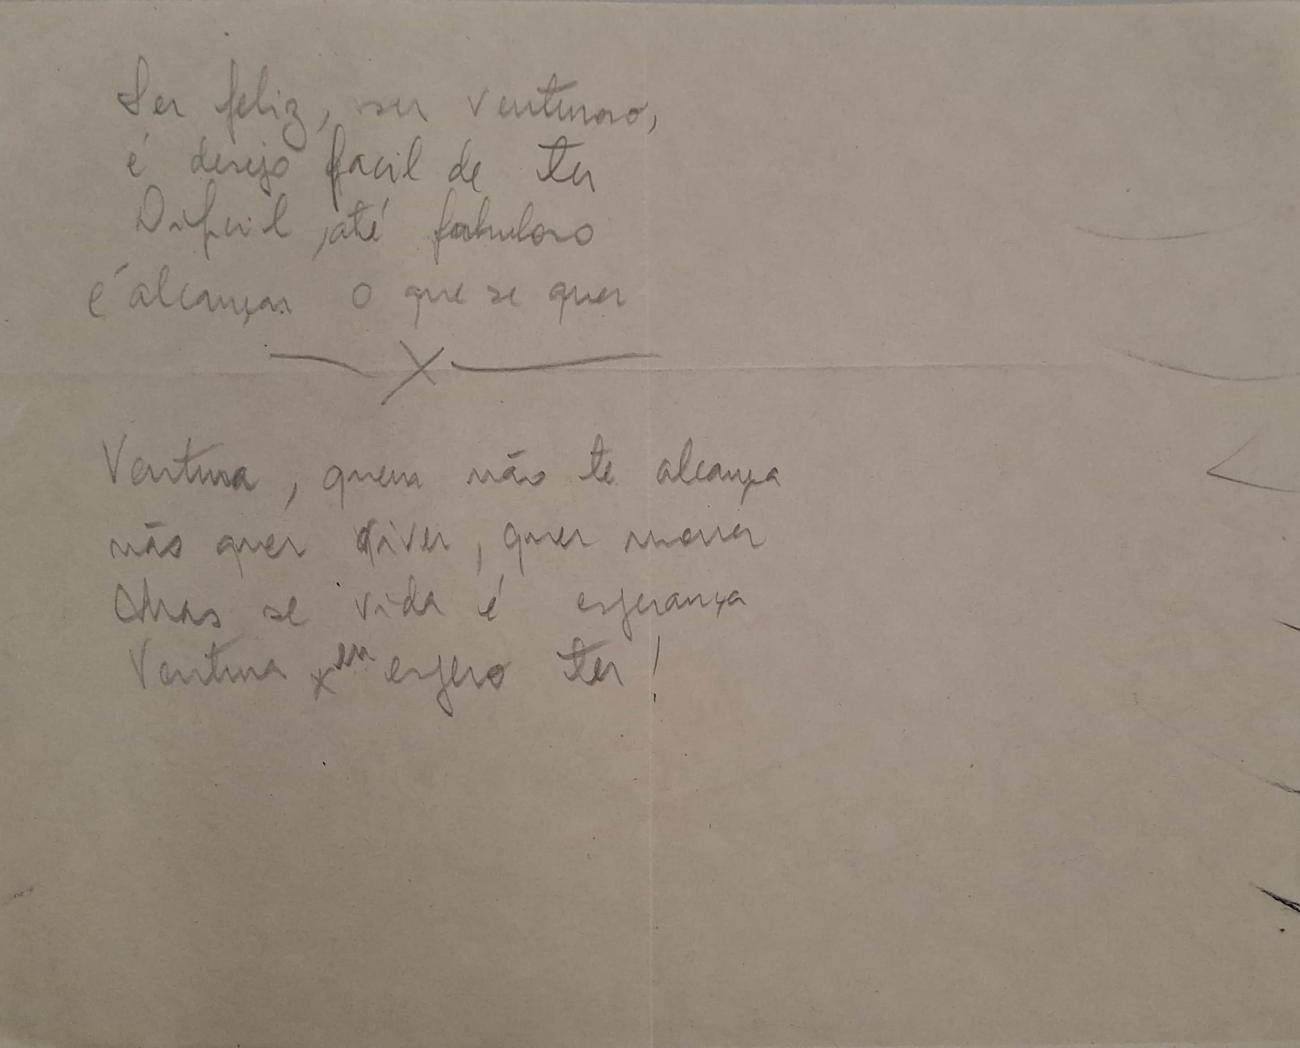 Ser feliz, ser venturoso,
é desejo facil de ter
Difícil, até fabuloso
é alcançar o que se quer
X
Ventura, quem não te alcança
não quer viver, quer morrer
Mas se vida é esperança
Ventura x em espero ter!